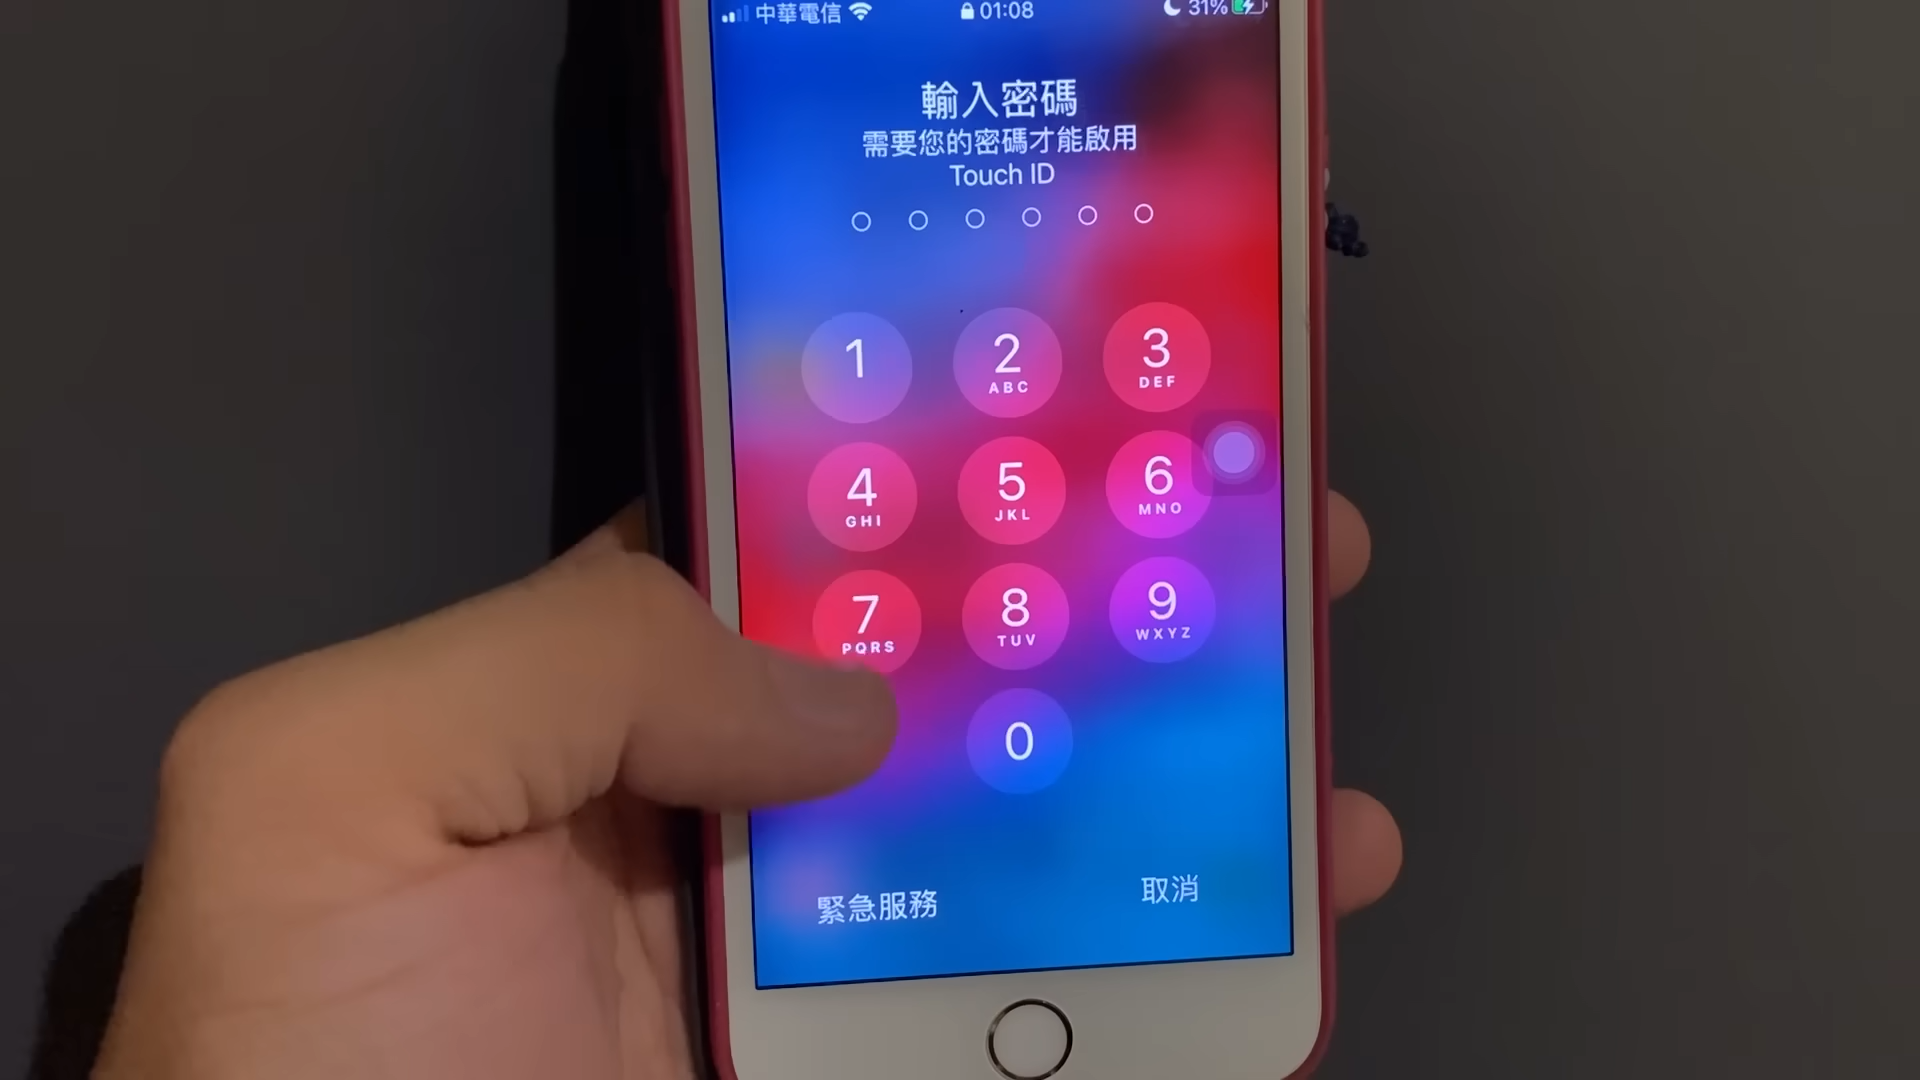 中華電信 01:08 31%
輸入密碼
需要您的密碼才能啟用
Touch ID
1 2 3
ABC DEF
4 5 6
GHI JKL MNO
7 8 9
PQRS TUV WXYZ
0
緊急服務 取消